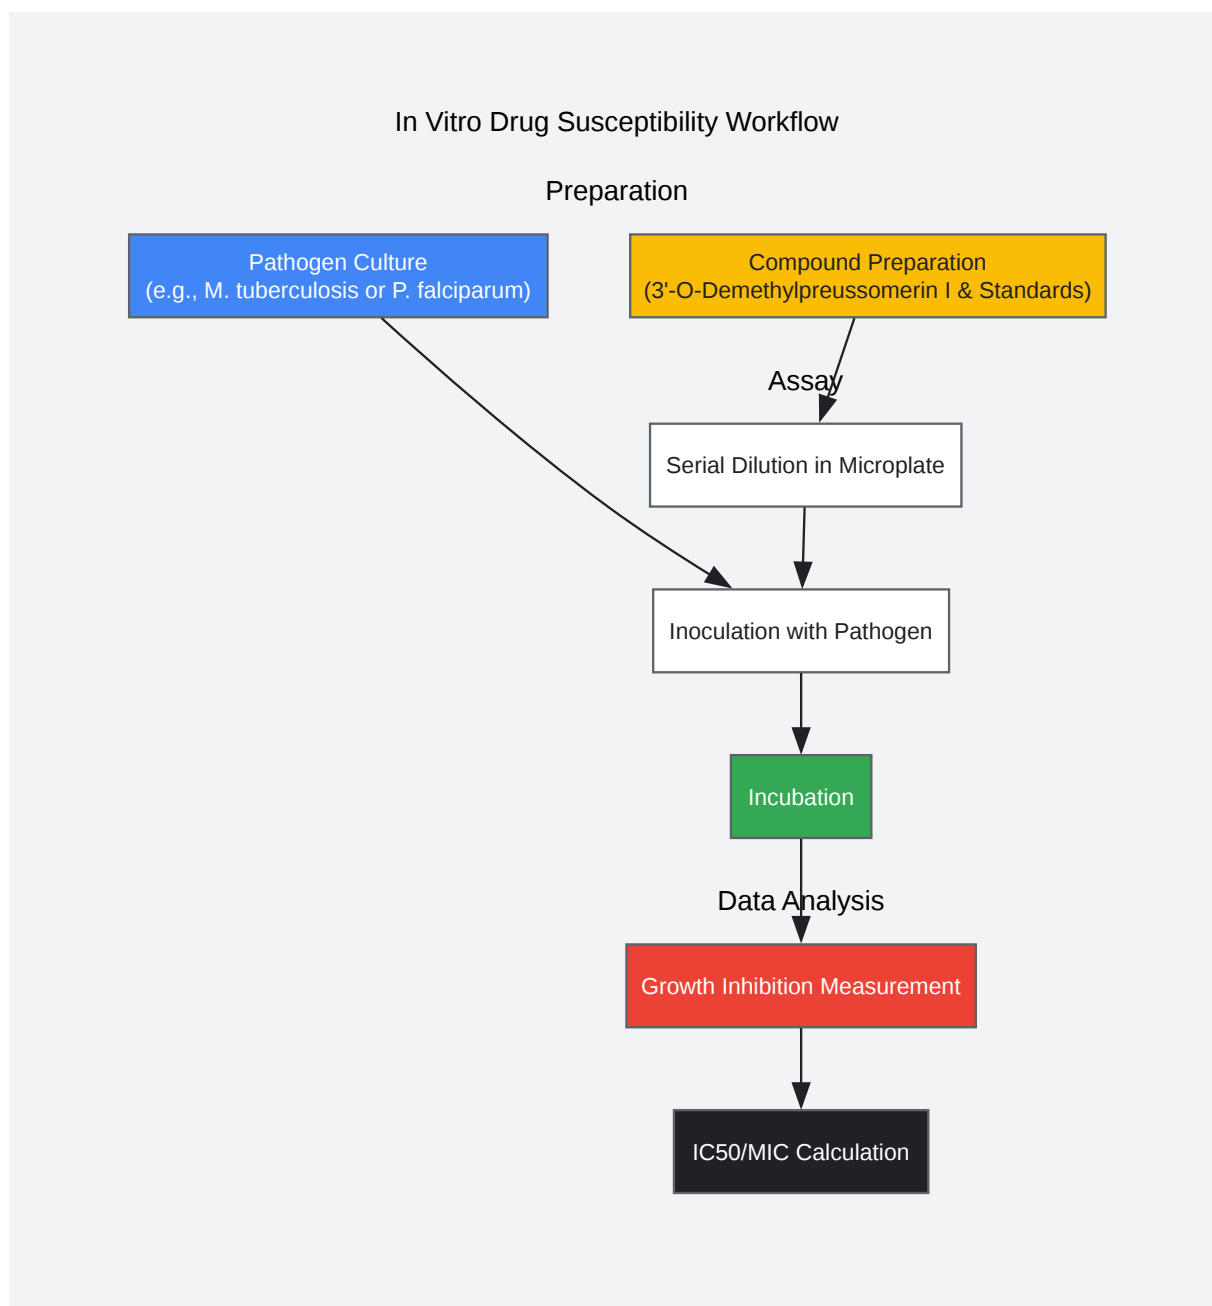 In Vitro Drug Susceptibility Workflow
Preparation
Pathogen Culture
(e.g., M. tuberculosis or P. falciparum)
Compound Preparation
(3'-O-Demethylpreussomerin I & Standards)
Assay
Serial Dilution in Microplate
Inoculation with Pathogen
Incubation
Data Analysis
Growth Inhibition Measurement
IC50/MIC Calculation